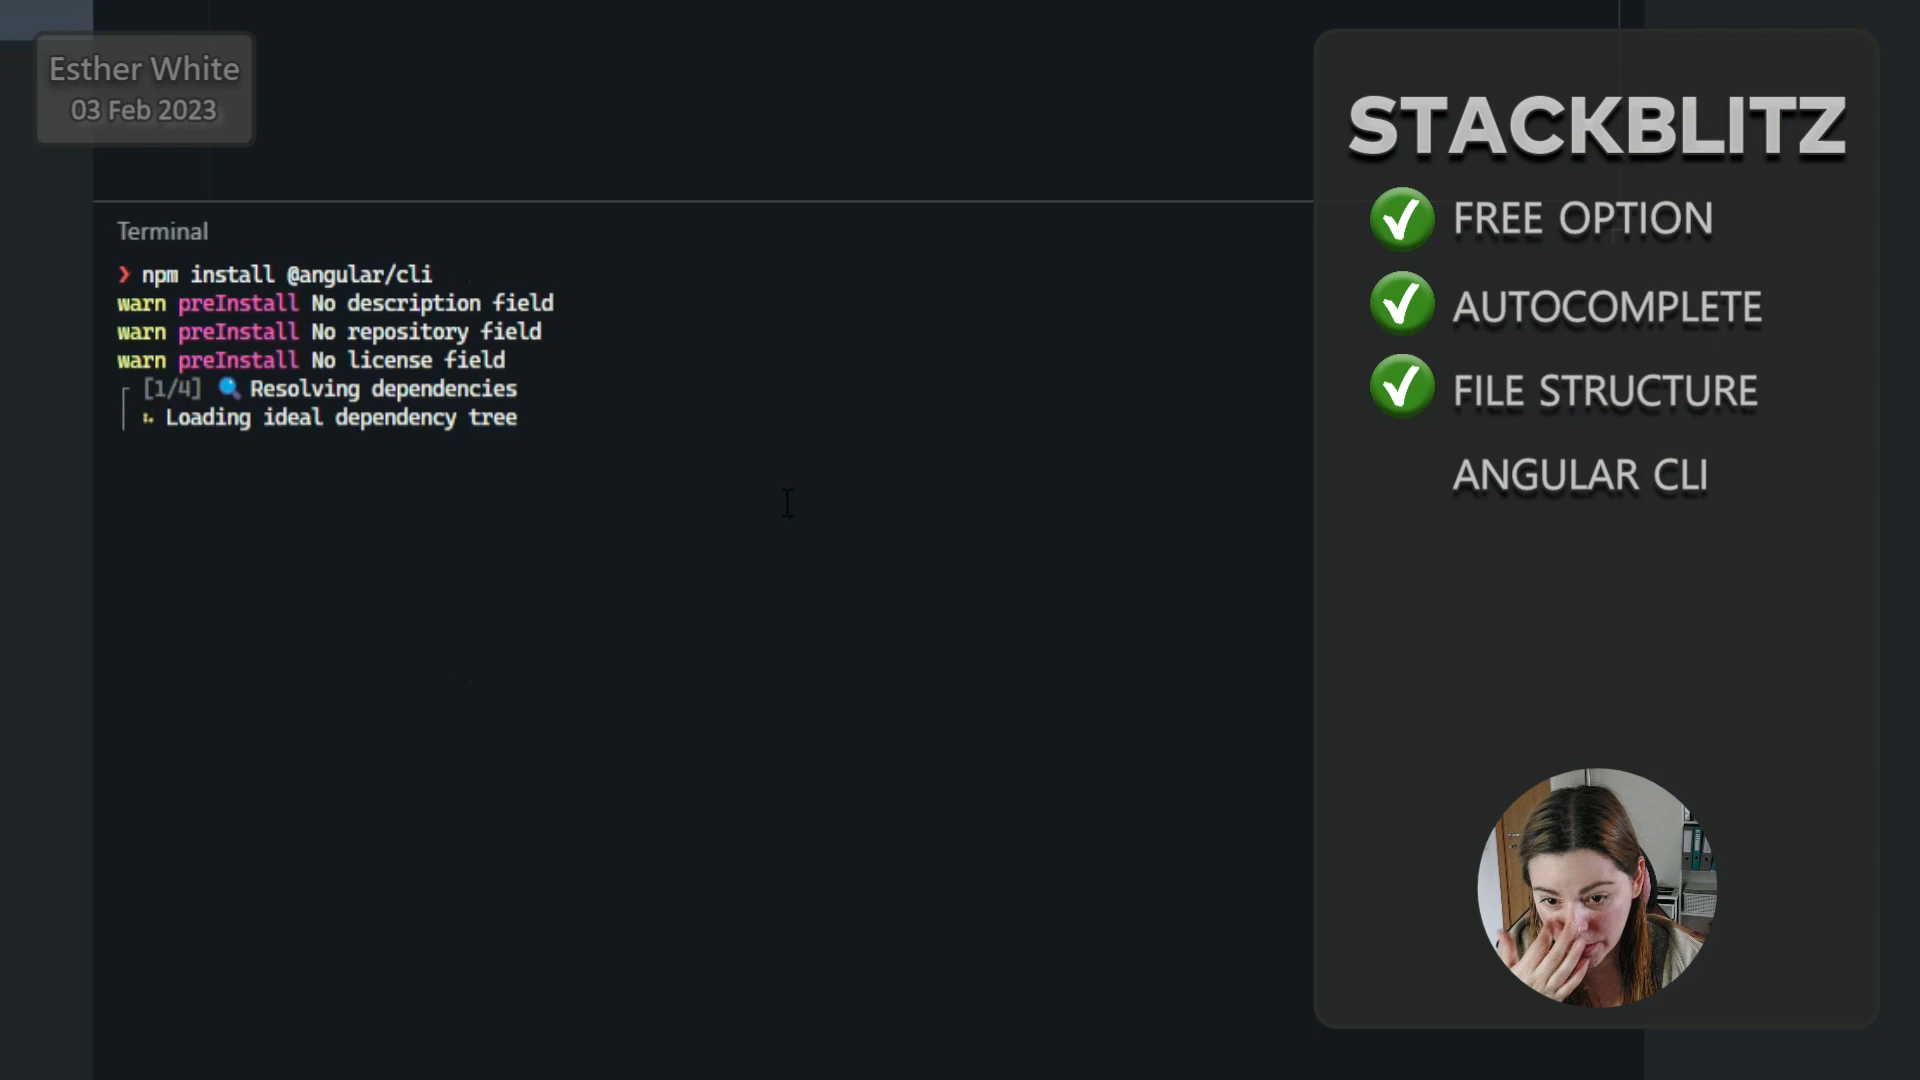 Esther White
03 Feb 2023
Terminal
❯ npm install @angular/cli
warn preInstall No description field
warn preInstall No repository field
warn preInstall No license field
[1/4] 🔍 Resolving dependencies
Loading ideal dependency tree
STACKBLITZ
FREE OPTION
AUTOCOMPLETE
FILE STRUCTURE
ANGULAR CLI